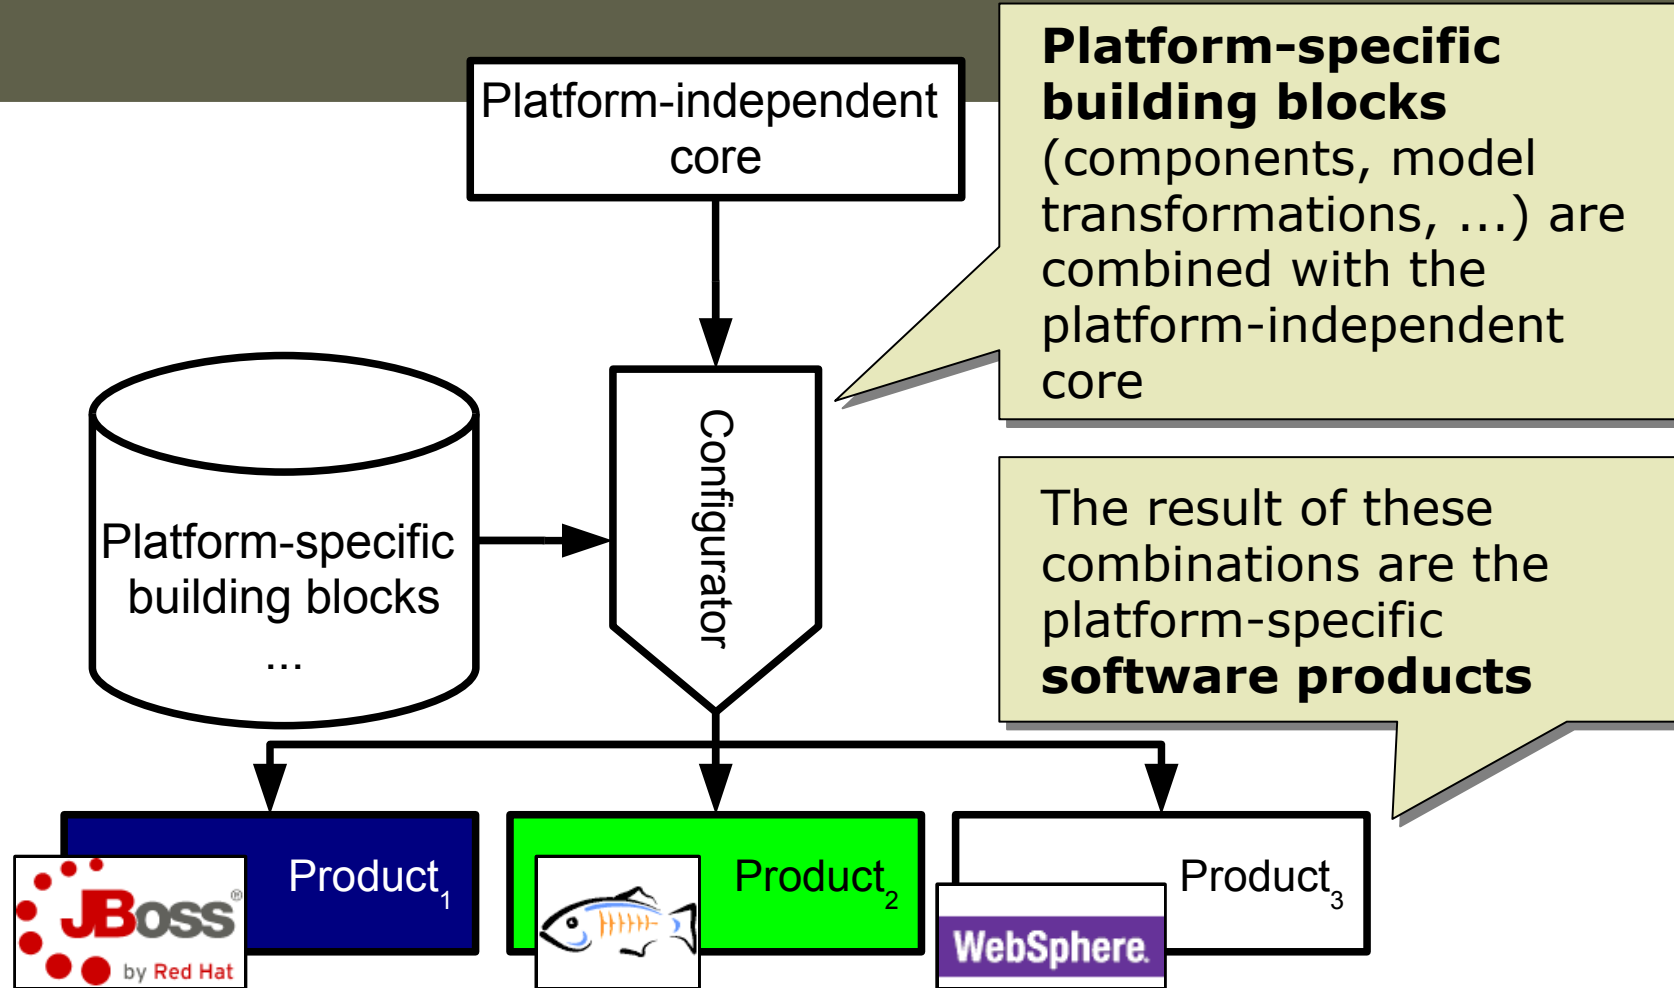 Platform-independent
core
Platform-specific
building blocks
(components, model
transformations, ...) are
combined with the
platform-independent
core
Platform-specific
building blocks
...
Configurator
The result of these
combinations are the
platform-specific
software products
Product1
Product2
Product3
JBoss®
by Red Hat
WebSphere.